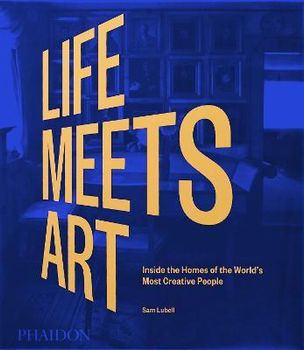 LIFE
MEETS
ART
Inside the Homes of the World's
Most Creative People
Sam Lubell
PHAIDON